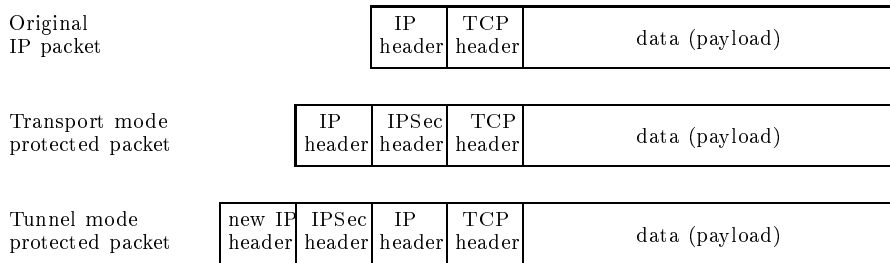 Original
IP packet
IP
header
TCP
header
data (payload)
Transport mode
protected packet
IP
header
IPSec
header
TCP
header
data (payload)
Tunnel mode
protected packet
new IP
header
IPSec
header
IP
header
TCP
header
data (payload)